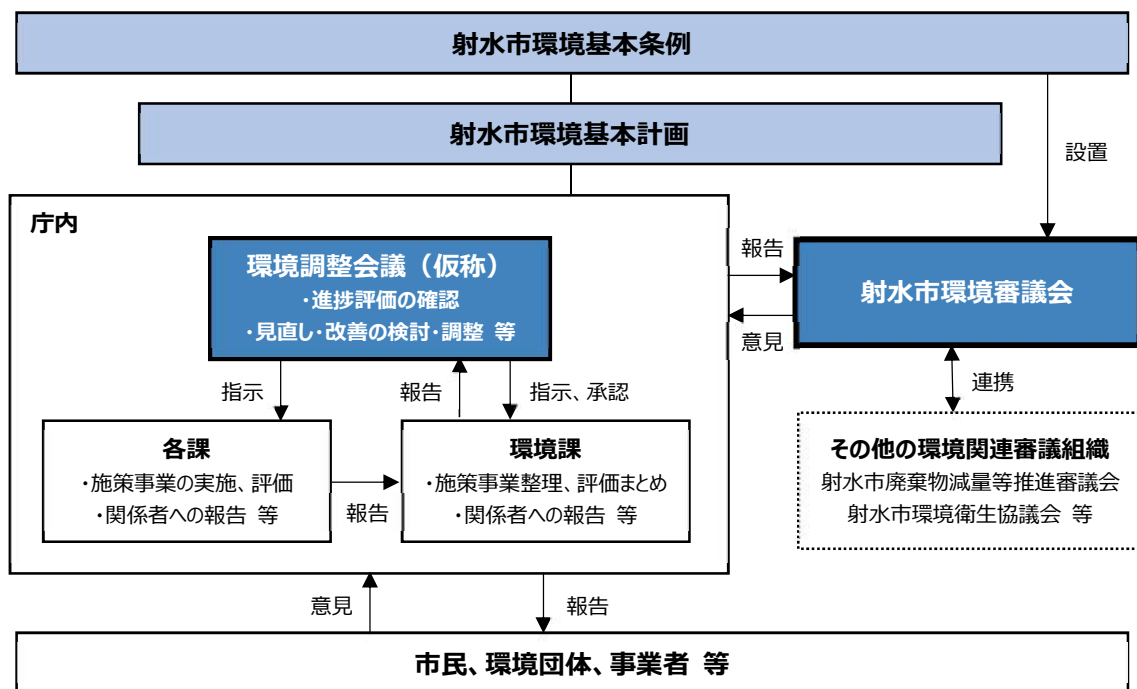 射水市環境基本条例
射水市環境基本計画
設置
庁内
環境調整会議（仮称）
・進捗評価の確認
・見直し・改善の検討・調整 等
報告
射水市環境審議会
意見
指示
報告
指示、承認
連携
各課
・施策事業の実施、評価
・関係者への報告 等
報告
環境課
・施策事業整理、評価まとめ
・関係者への報告 等
その他の環境関連審議組織
射水市廃棄物減量等推進審議会
射水市環境衛生協議会 等
意見
報告
市民、環境団体、事業者 等